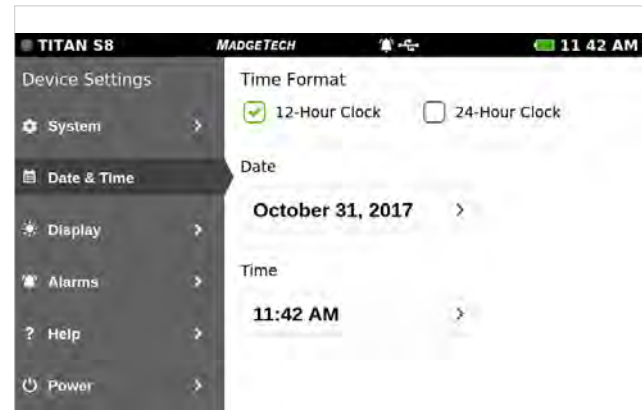 TITAN S8 MADGETECH 11 42 AM
Device Settings
System
Date & Time
Display
Alarms
? Help
Power
Time Format
12-Hour Clock 24-Hour Clock
Date
October 31, 2017
Time
11:42 AM